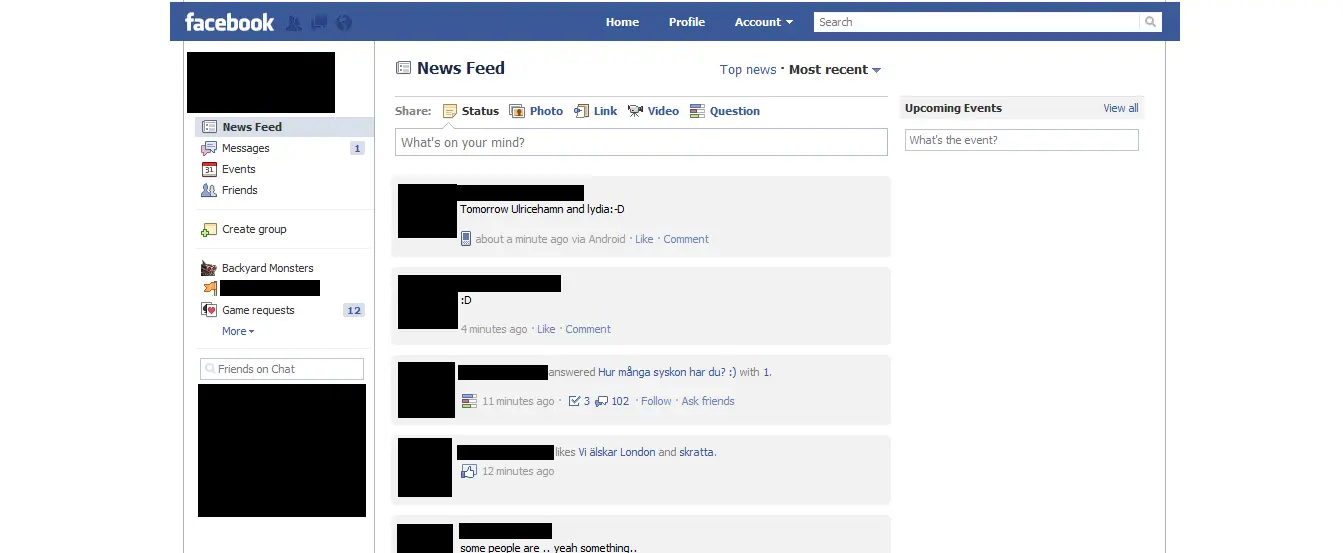 facebook Home Profile Account Search
News Feed
Messages 1
Events
Friends
Create group
Backyard Monsters
Game requests 12
More
Friends on Chat
News Feed Top news · Most recent
Share: Status Photo Link Video Question
What's on your mind?
Tomorrow Ulricehamn and lydia:-D
about a minute ago via Android · Like · Comment
:D
4 minutes ago · Like · Comment
answered Hur många syskon har du? :) with 1.
11 minutes ago · 3 102 · Follow · Ask friends
likes Vi älskar London and skratta.
12 minutes ago
some people are .. yeah something..
Upcoming Events View all
What's the event?